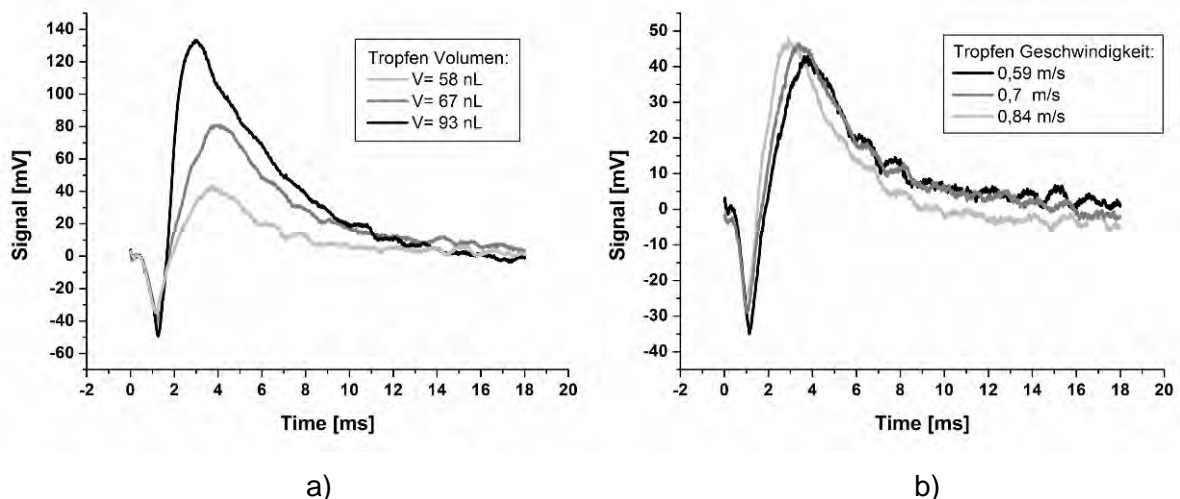 Tropfen Volumen:
V= 58 nL
V= 67 nL
V= 93 nL
Signal [mV]
140
120
100
80
60
40
20
0
-20
-40
-60
-2 0 2 4 6 8 10 12 14 16 18 20
Time [ms]
a)
Tropfen Geschwindigkeit:
0,59 m/s
0,7 m/s
0,84 m/s
Signal [mV]
50
40
30
20
10
0
-10
-20
-30
-40
-2 0 2 4 6 8 10 12 14 16 18 20
Time [ms]
b)